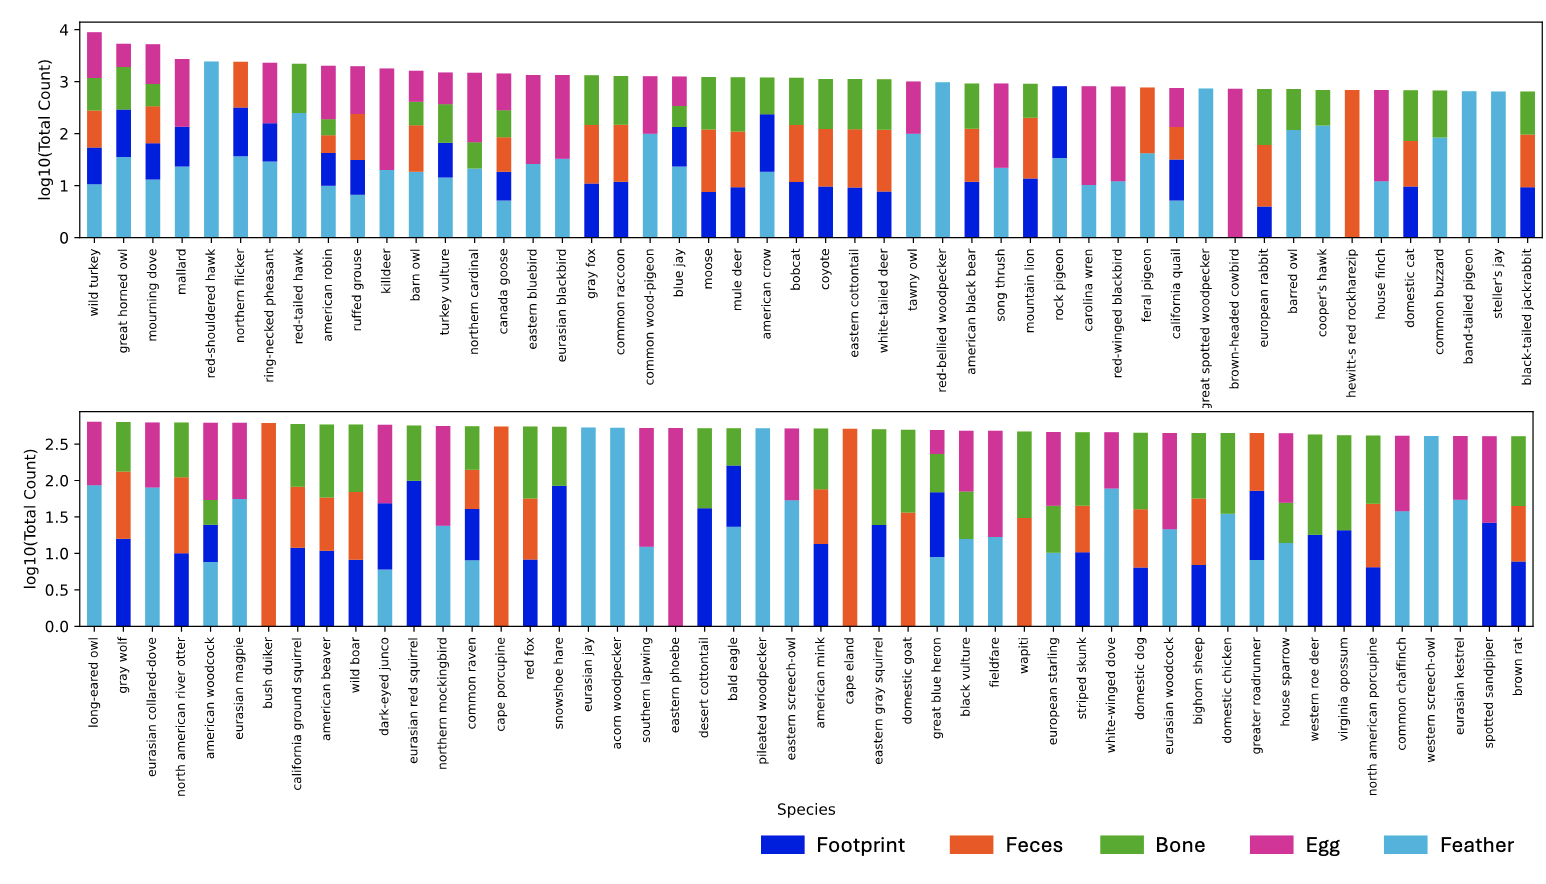 log10(Total Count)
4
3
2
1
0
wild turkey
great horned owl
mourning dove
mallard
red-shouldered hawk
northern flicker
ring-necked pheasant
red-tailed hawk
american robin
ruffed grouse
killdeer
barn owl
turkey vulture
northern cardinal
canada goose
eastern bluebird
eurasian blackbird
gray fox
common raccoon
common wood-pigeon
blue jay
moose
mule deer
american crow
bobcat
coyote
eastern cottontail
white-tailed deer
tawny owl
red-bellied woodpecker
american black bear
song thrush
mountain lion
rock pigeon
carolina wren
red-winged blackbird
feral pigeon
california quail
great spotted woodpecker
brown-headed cowbird
european rabbit
barred owl
cooper's hawk
hewitt-s red rockharezip
house finch
domestic cat
common buzzard
band-tailed pigeon
steller's jay
black-tailed jackrabbit
log10(Total Count)
2.5
2.0
1.5
1.0
0.5
0.0
long-eared owl
gray wolf
eurasian collared-dove
north american river otter
american woodcock
eurasian magpie
bush duiker
california ground squirrel
american beaver
wild boar
dark-eyed junco
eurasian red squirrel
northern mockingbird
common raven
cape porcupine
red fox
snowshoe hare
eurasian jay
acorn woodpecker
southern lapwing
eastern phoebe
desert cottontail
bald eagle
pileated woodpecker
eastern screech-owl
american mink
cape eland
eastern gray squirrel
domestic goat
great blue heron
black vulture
fieldfare
wapiti
european starling
striped skunk
white-winged dove
domestic dog
eurasian woodcock
bighorn sheep
domestic chicken
greater roadrunner
house sparrow
western roe deer
virginia opossum
north american porcupine
common chaffinch
western screech-owl
eurasian kestrel
spotted sandpiper
brown rat
Species
Footprint Feces Bone Egg Feather